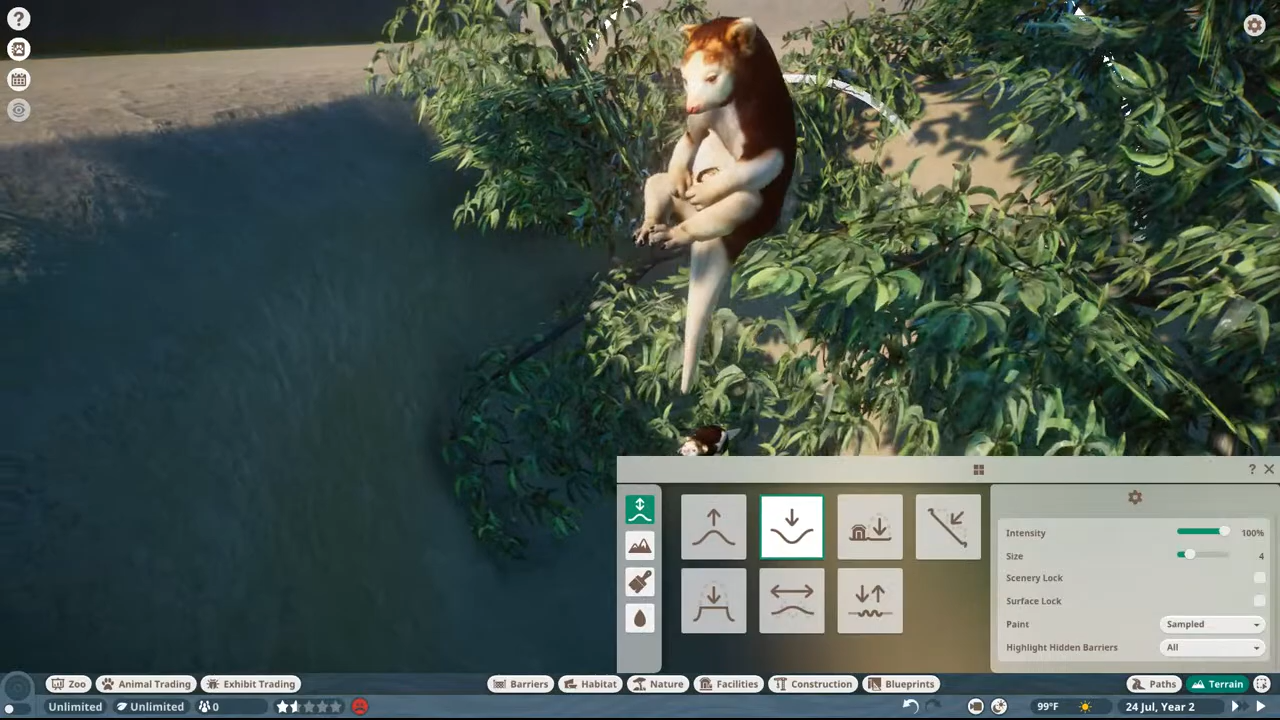 ?
? ×
Intensity 100%
Size 4
Scenery Lock
Surface Lock
Paint Sampled
Highlight Hidden Barriers All
Zoo Animal Trading Exhibit Trading Barriers Habitat Nature Facilities Construction Blueprints Paths Terrain
Unlimited Unlimited 0 99°F 24 Jul, Year 2